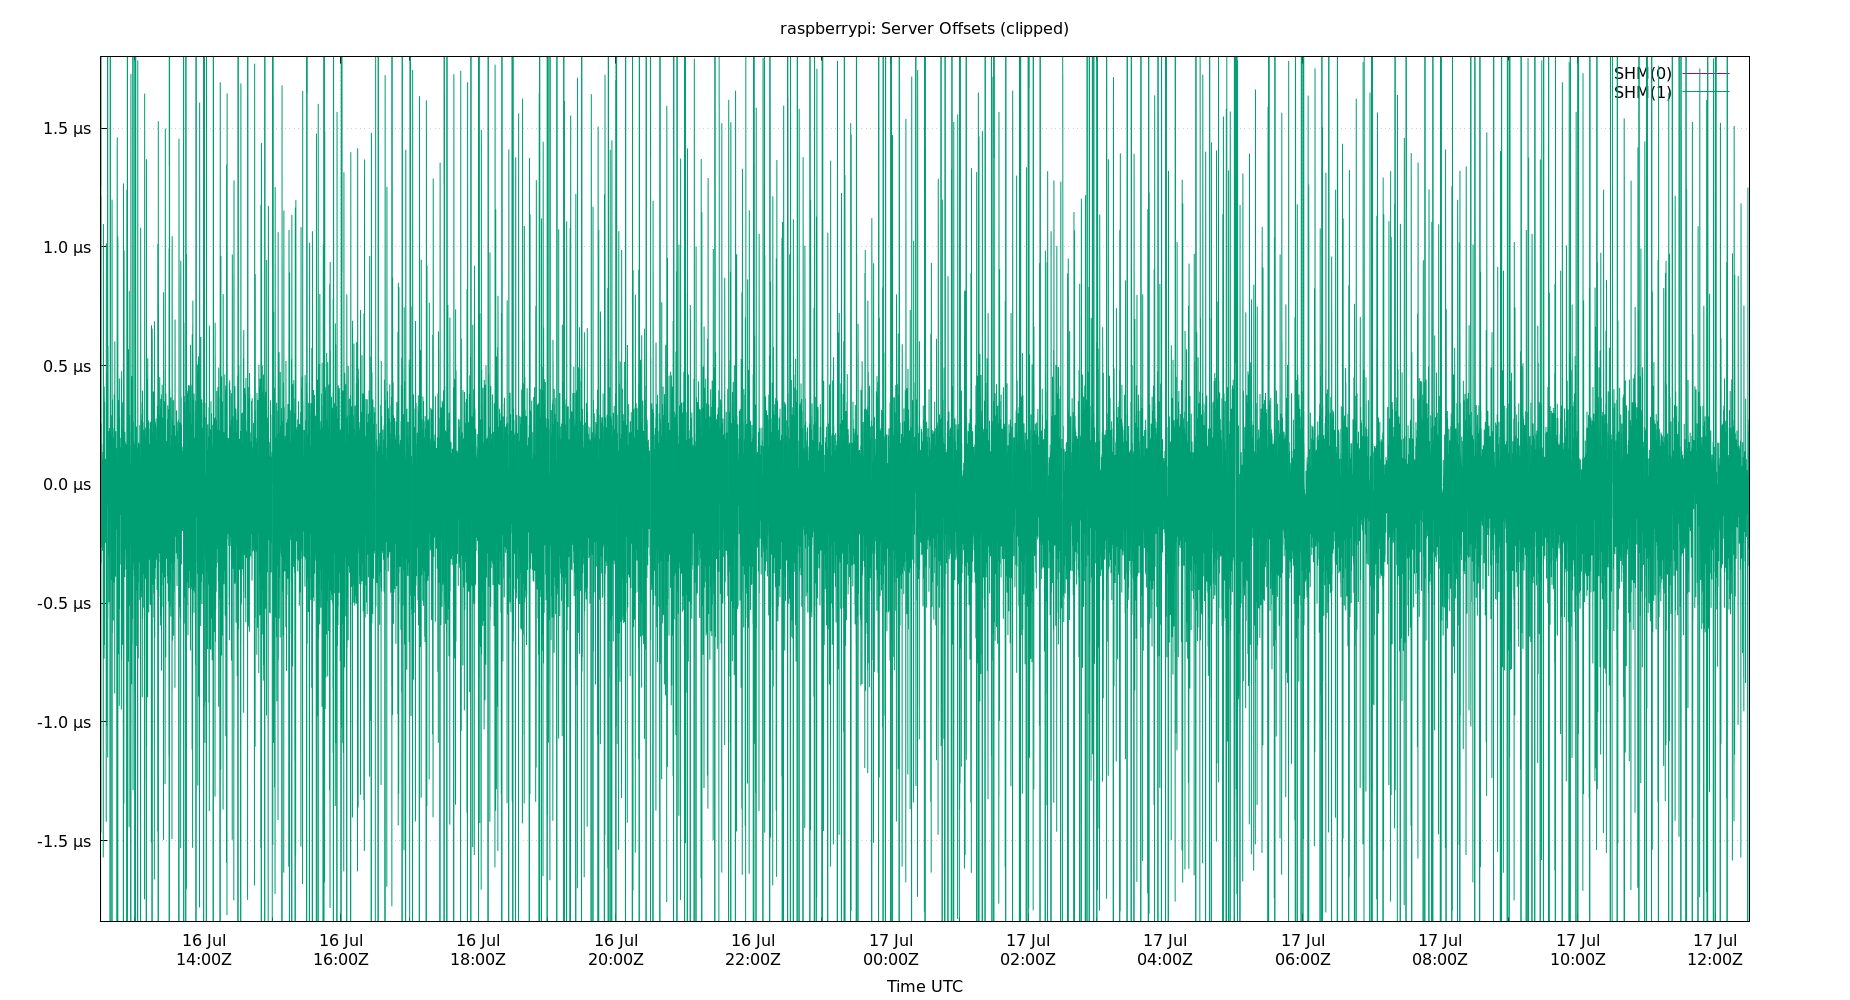 raspberrypi: Server Offsets (clipped)
SHM(0)
SHM(1)
1.5 µs
1.0 µs
0.5 µs
0.0 µs
-0.5 µs
-1.0 µs
-1.5 µs
16 Jul 16 Jul 16 Jul 16 Jul 16 Jul 17 Jul 17 Jul 17 Jul 17 Jul 17 Jul 17 Jul 17 Jul
14:00Z 16:00Z 18:00Z 20:00Z 22:00Z 00:00Z 02:00Z 04:00Z 06:00Z 08:00Z 10:00Z 12:00Z
Time UTC